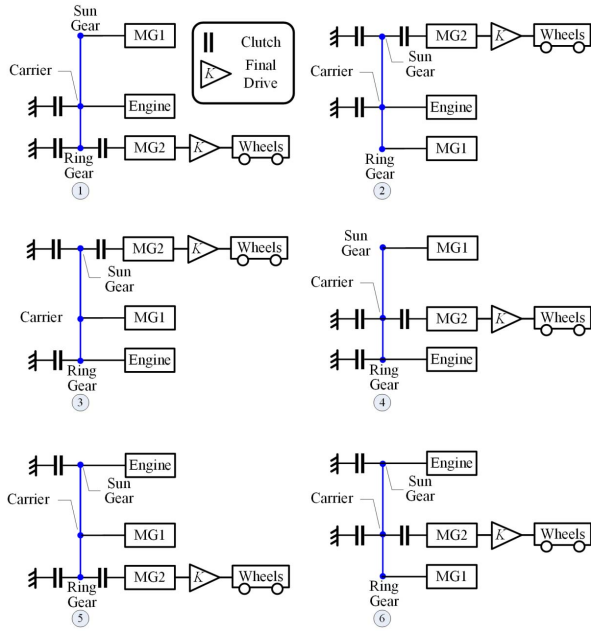 Sun
Gear
MG1
Carrier
Engine
MG2
K
Wheels
Ring
Gear
1
Clutch
K
Final
Drive
MG2
K
Wheels
Sun
Gear
Carrier
Engine
MG1
Ring
Gear
2
MG2
K
Wheels
Sun
Gear
Carrier
MG1
Engine
Ring
Gear
3
Sun
Gear
MG1
Carrier
MG2
K
Wheels
Engine
Ring
Gear
4
Engine
Sun
Gear
Carrier
MG1
MG2
K
Wheels
Ring
Gear
5
Engine
Sun
Gear
Carrier
MG2
K
Wheels
MG1
Ring
Gear
6